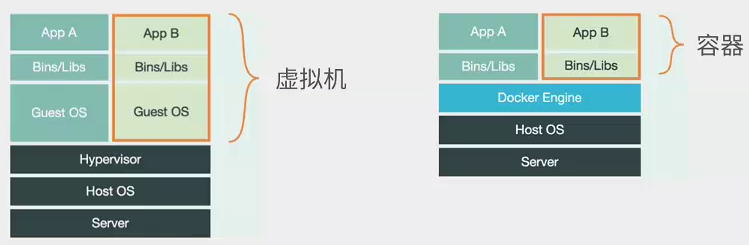 App A
App B
Bins/Libs
Bins/Libs
Guest OS
Guest OS
Hypervisor
Host OS
Server
虚拟机
App A
App B
Bins/Libs
Bins/Libs
Docker Engine
Host OS
Server
容器